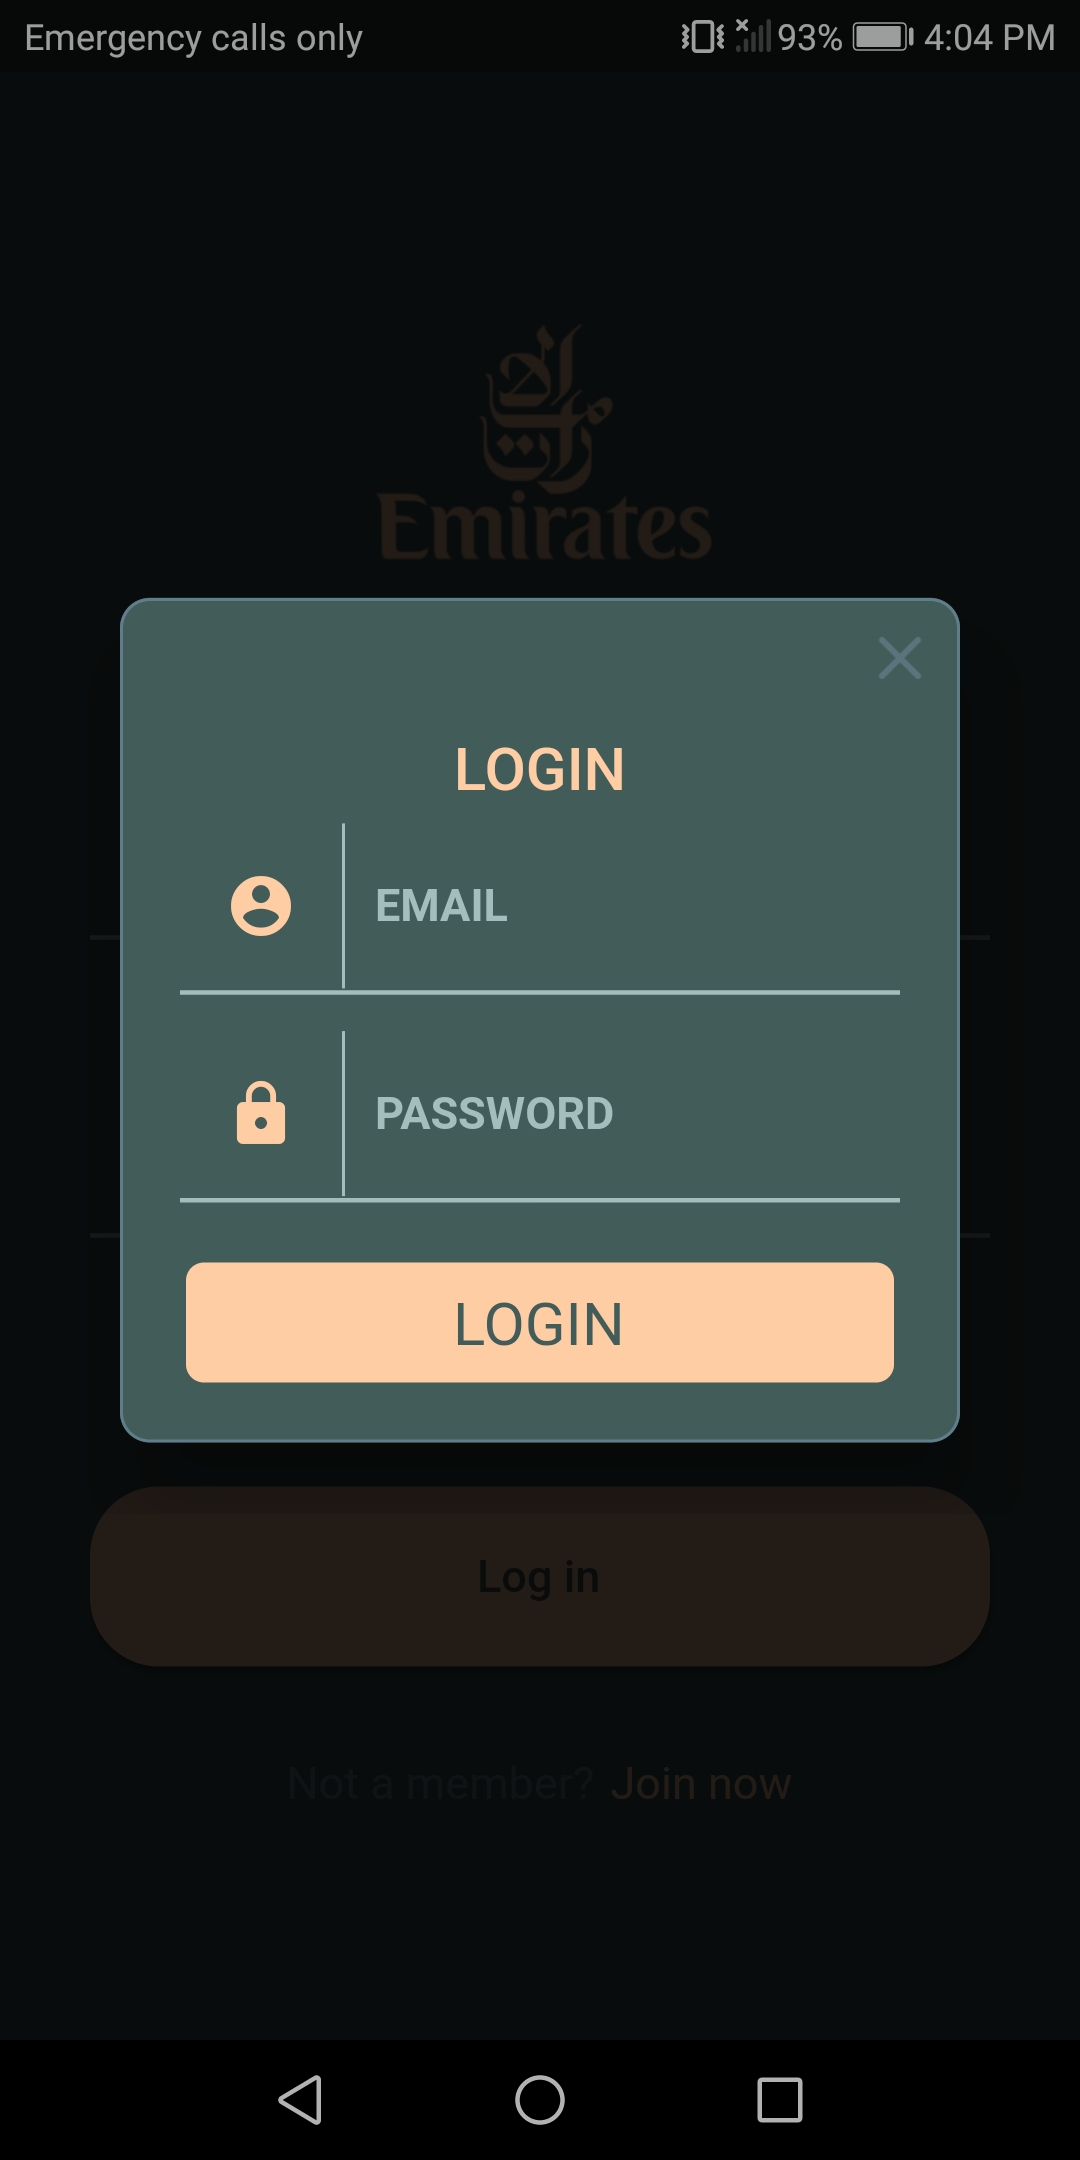 Emergency calls only 93% 4:04 PM
الإمارات
Emirates
LOGIN
EMAIL
PASSWORD
LOGIN
Log in
Not a member? Join now